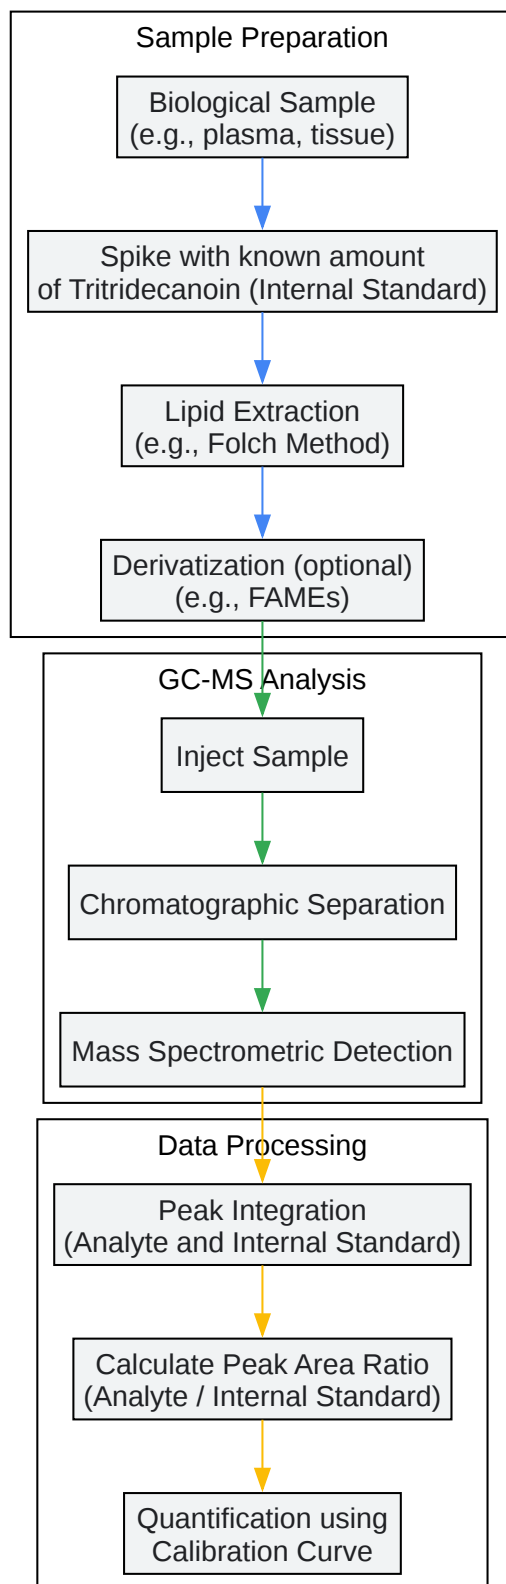 Sample Preparation
Biological Sample
(e.g., plasma, tissue)
Spike with known amount
of Tritridecanoin (Internal Standard)
Lipid Extraction
(e.g., Folch Method)
Derivatization (optional)
(e.g., FAMEs)
GC-MS Analysis
Inject Sample
Chromatographic Separation
Mass Spectrometric Detection
Data Processing
Peak Integration
(Analyte and Internal Standard)
Calculate Peak Area Ratio
(Analyte / Internal Standard)
Quantification using
Calibration Curve